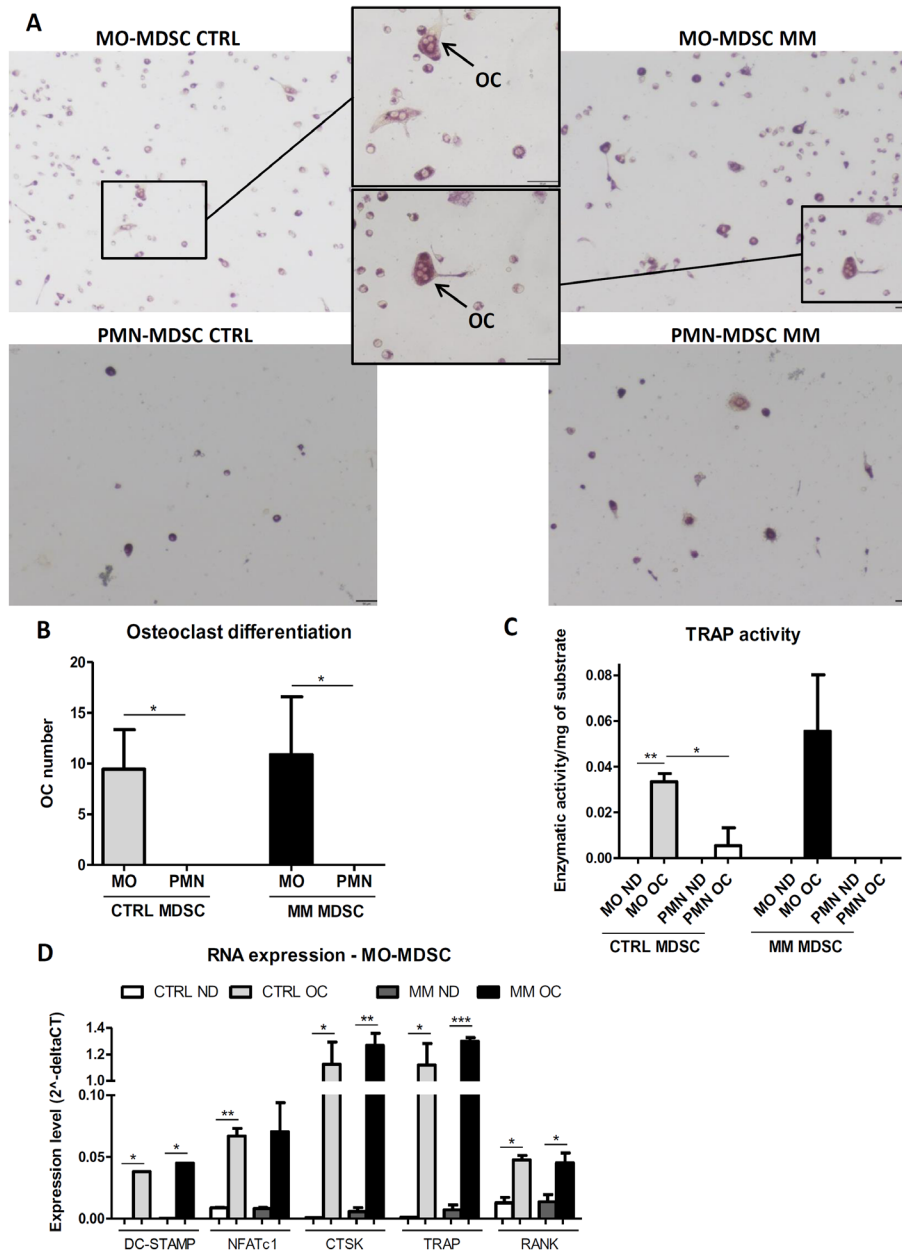 A
MO-MDSC CTRL
MO-MDSC MM
OC
OC
PMN-MDSC CTRL
PMN-MDSC MM
B
Osteoclast differentiation
OC number
20
15
10
5
0
*
*
MO PMN MO PMN
CTRL MDSC MM MDSC
C
TRAP activity
Enzymatic activity/mg of substrate
0.08
0.06
0.04
0.02
0.00
**
*
MO ND MO OC PMN ND PMN OC MO ND MO OC PMN ND PMN OC
CTRL MDSC MM MDSC
D
RNA expression - MO-MDSC
CTRL ND CTRL OC MM ND MM OC
Expression level (2^-deltaCT)
1.4
1.2
1.0
0.10
0.05
0.00
* * ** * ** * *** * *
DC-STAMP NFATc1 CTSK TRAP RANK